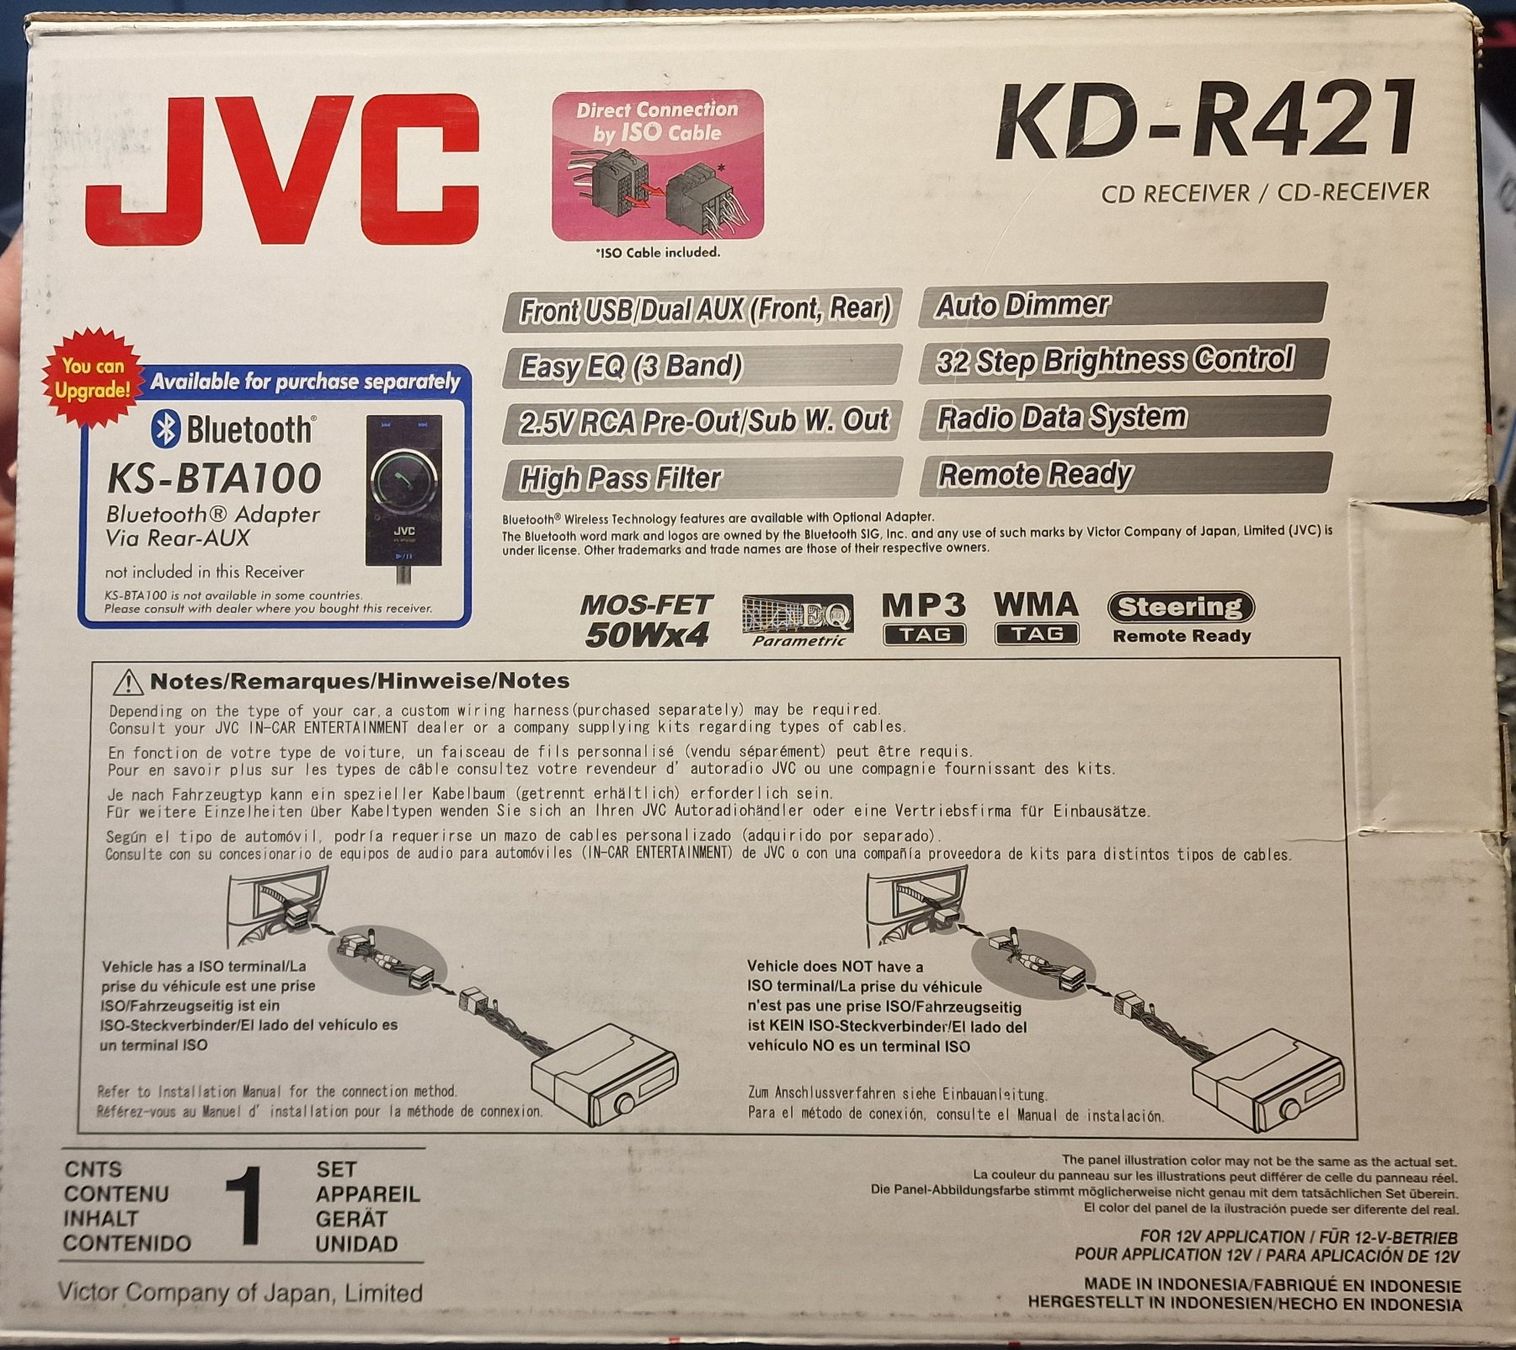 JVC
Direct Connection
by ISO Cable
*
*ISO Cable included.
KD-R421
CD RECEIVER / CD-RECEIVER
Front USB/Dual AUX (Front, Rear)
Auto Dimmer
Easy EQ (3 Band)
32 Step Brightness Control
2.5V RCA Pre-Out/Sub W. Out
Radio Data System
High Pass Filter
Remote Ready
You can
Upgrade!
Available for purchase separately
Bluetooth®
KS-BTA100
Bluetooth® Adapter
Via Rear-AUX
not included in this Receiver
KS-BTA100 is not available in some countries.
Please consult with dealer where you bought this receiver.
JVC
Bluetooth® Wireless Technology features are available with Optional Adapter.
The Bluetooth word mark and logos are owned by the Bluetooth SIG, Inc. and any use of such marks by Victor Company of Japan, Limited (JVC) is
under license. Other trademarks and trade names are those of their respective owners.
MOS-FET
50Wx4
EQ
Parametric
MP3
TAG
WMA
TAG
Steering
Remote Ready
Notes/Remarques/Hinweise/Notes
Depending on the type of your car, a custom wiring harness(purchased separately) may be required.
Consult your JVC IN-CAR ENTERTAINMENT dealer or a company supplying kits regarding types of cables.
En fonction de votre type de voiture, un faisceau de fils personnalisé (vendu séparément) peut être requis.
Pour en savoir plus sur les types de câble consultez votre revendeur d' autoradio JVC ou une compagnie fournissant des kits.
Je nach Fahrzeugtyp kann ein spezieller Kabelbaum (getrennt erhältlich) erforderlich sein.
Für weitere Einzelheiten über Kabeltypen wenden Sie sich an Ihren JVC Autoradiohändler oder eine Vertriebsfirma für Einbausätze.
Según el tipo de automóvil, podría requerirse un mazo de cables personalizado (adquirido por separado).
Consulte con su concesionario de equipos de audio para automóviles (IN-CAR ENTERTAINMENT) de JVC o con una compañía proveedora de kits para distintos tipos de cables.
Vehicle has a ISO terminal/La
prise du véhicule est une prise
ISO/Fahrzeugseitig ist ein
ISO-Steckverbinder/El lado del vehículo es
un terminal ISO
Refer to Installation Manual for the connection method.
Référez-vous au Manuel d' installation pour la méthode de connexion.
Vehicle does NOT have a
ISO terminal/La prise du véhicule
n'est pas une prise ISO/Fahrzeugseitig
ist KEIN ISO-Steckverbinder/El lado del
vehículo NO es un terminal ISO
Zum Anschlussverfahren siehe Einbauanleitung.
Para el método de conexión, consulte el Manual de instalación.
CNTS
CONTENU
INHALT
CONTENIDO
1
SET
APPAREIL
GERÄT
UNIDAD
Victor Company of Japan, Limited
The panel illustration color may not be the same as the actual set.
La couleur du panneau sur les illustrations peut différer de celle du panneau réel.
Die Panel-Abbildungsfarbe stimmt möglicherweise nicht genau mit dem tatsächlichen Set überein.
El color del panel de la ilustración puede ser diferente del real.
FOR 12V APPLICATION / FÜR 12-V-BETRIEB
POUR APPLICATION 12V / PARA APLICACIÓN DE 12V
MADE IN INDONESIA/FABRIQUÉ EN INDONESIE
HERGESTELLT IN INDONESIEN/HECHO EN INDONESIA